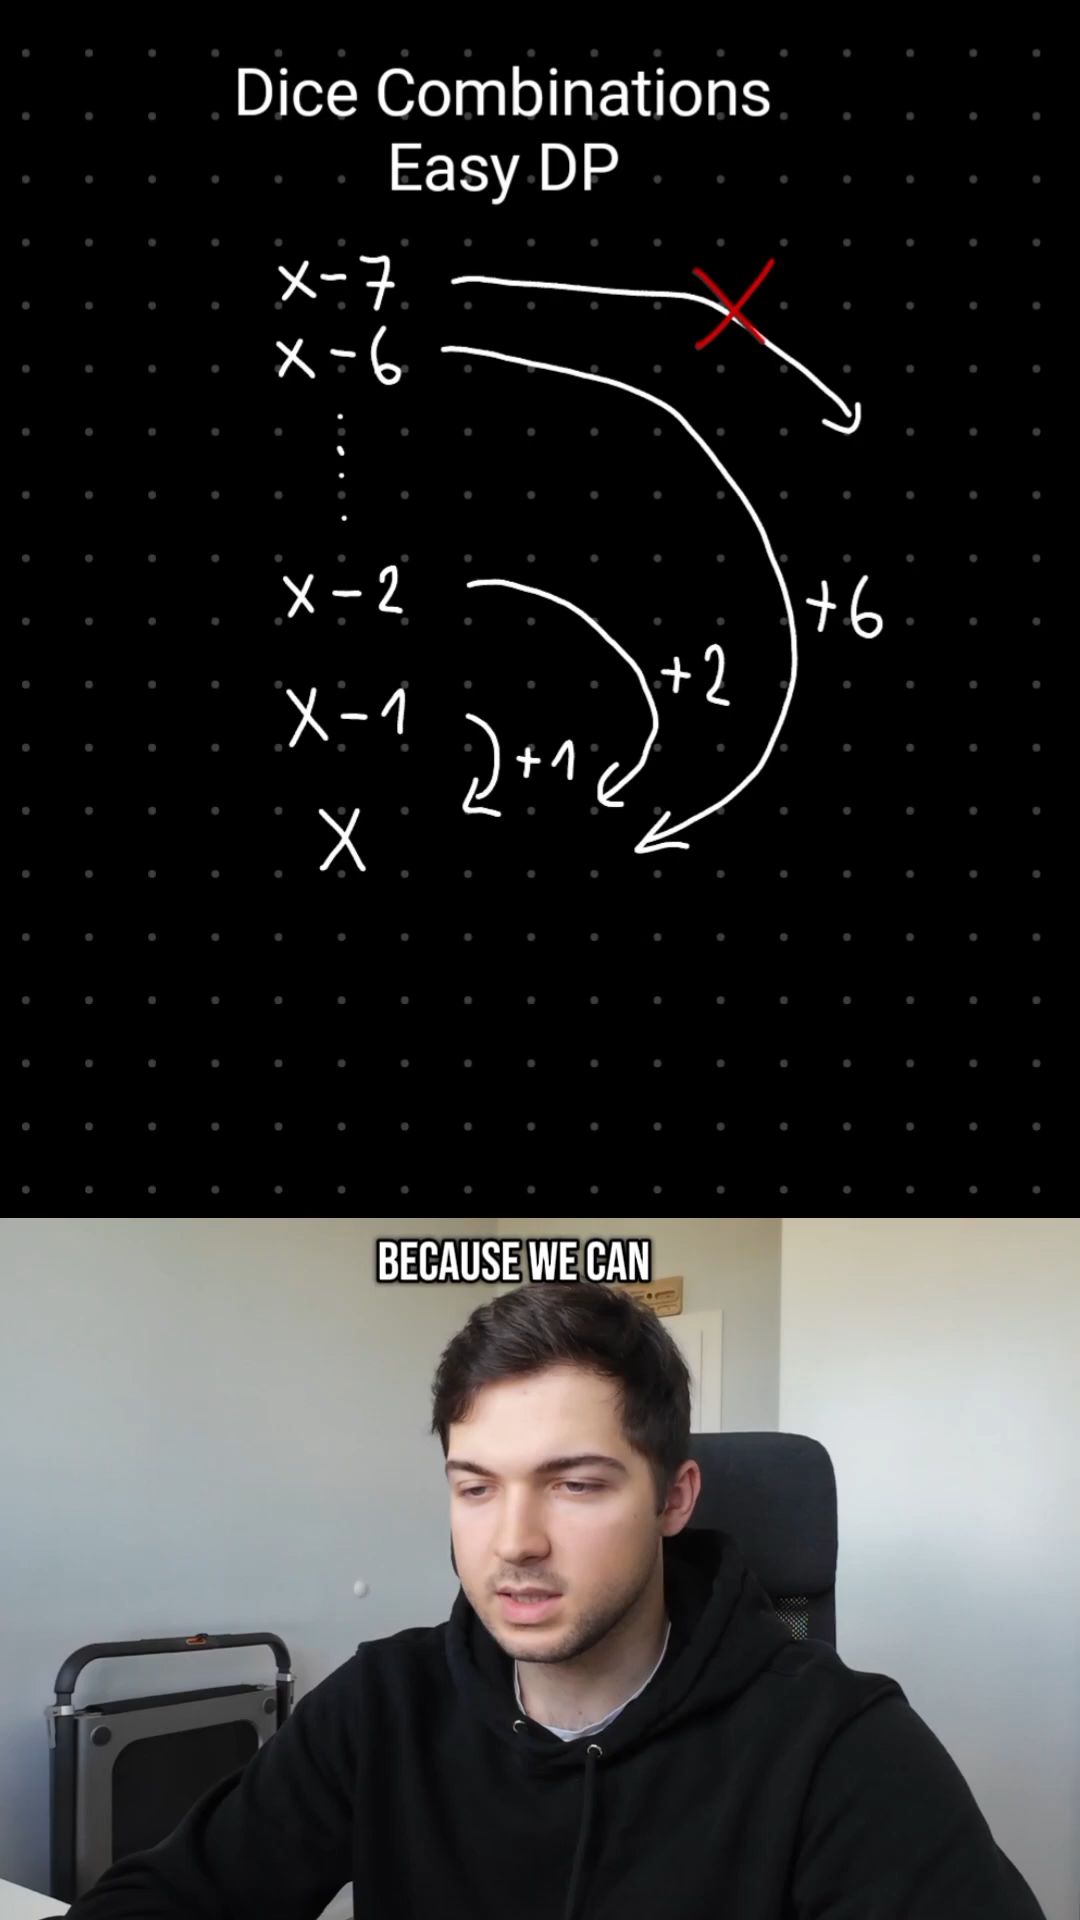 Dice Combinations
Easy DP
x-7
x-6
x-2
+6
+2
x-1
+1
x
BECAUSE WE CAN